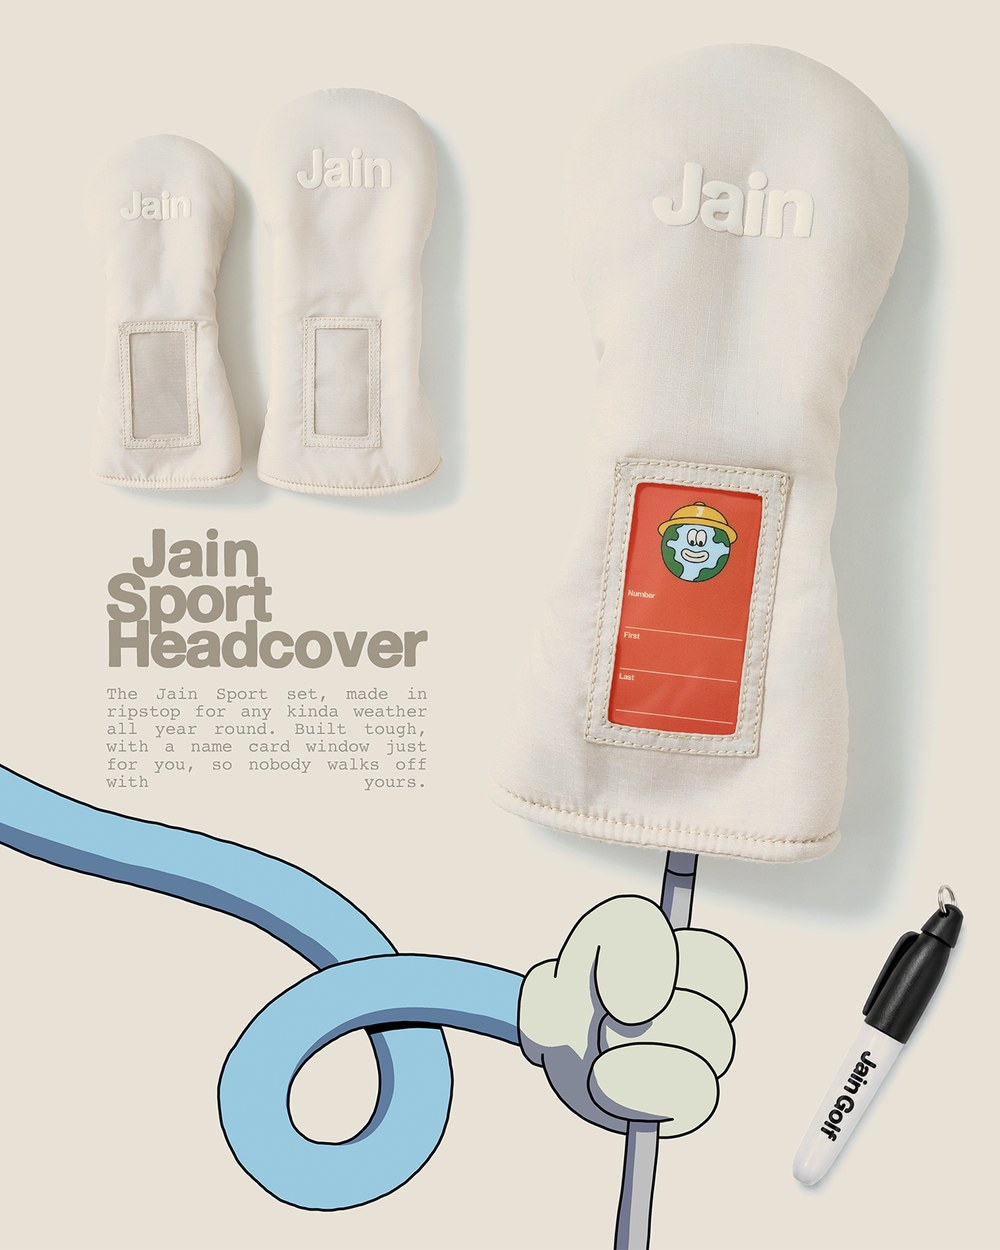 Jain
Jain
Jain
Number
First
Last
Jain
Sport
Headcover
The Jain Sport set, made in
ripstop for any kinda weather
all year round. Built tough,
with a name card window just
for you, so nobody walks off
with yours.
Jain Golf